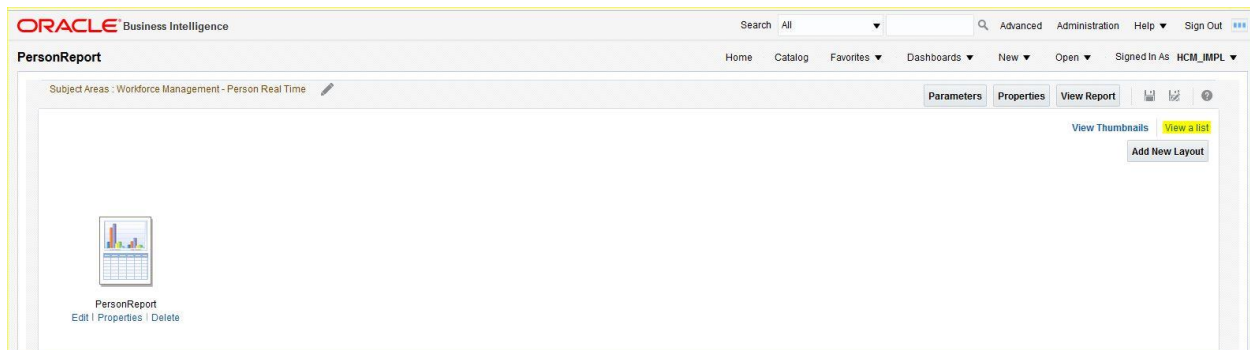 ORACLE Business Intelligence
Search All Advanced Administration Help Sign Out
PersonReport
Home Catalog Favorites Dashboards New Open Signed In As HCM_IMPL
Subject Areas : Workforce Management - Person Real Time
Parameters Properties View Report
View Thumbnails View a list
Add New Layout
PersonReport
Edit | Properties | Delete